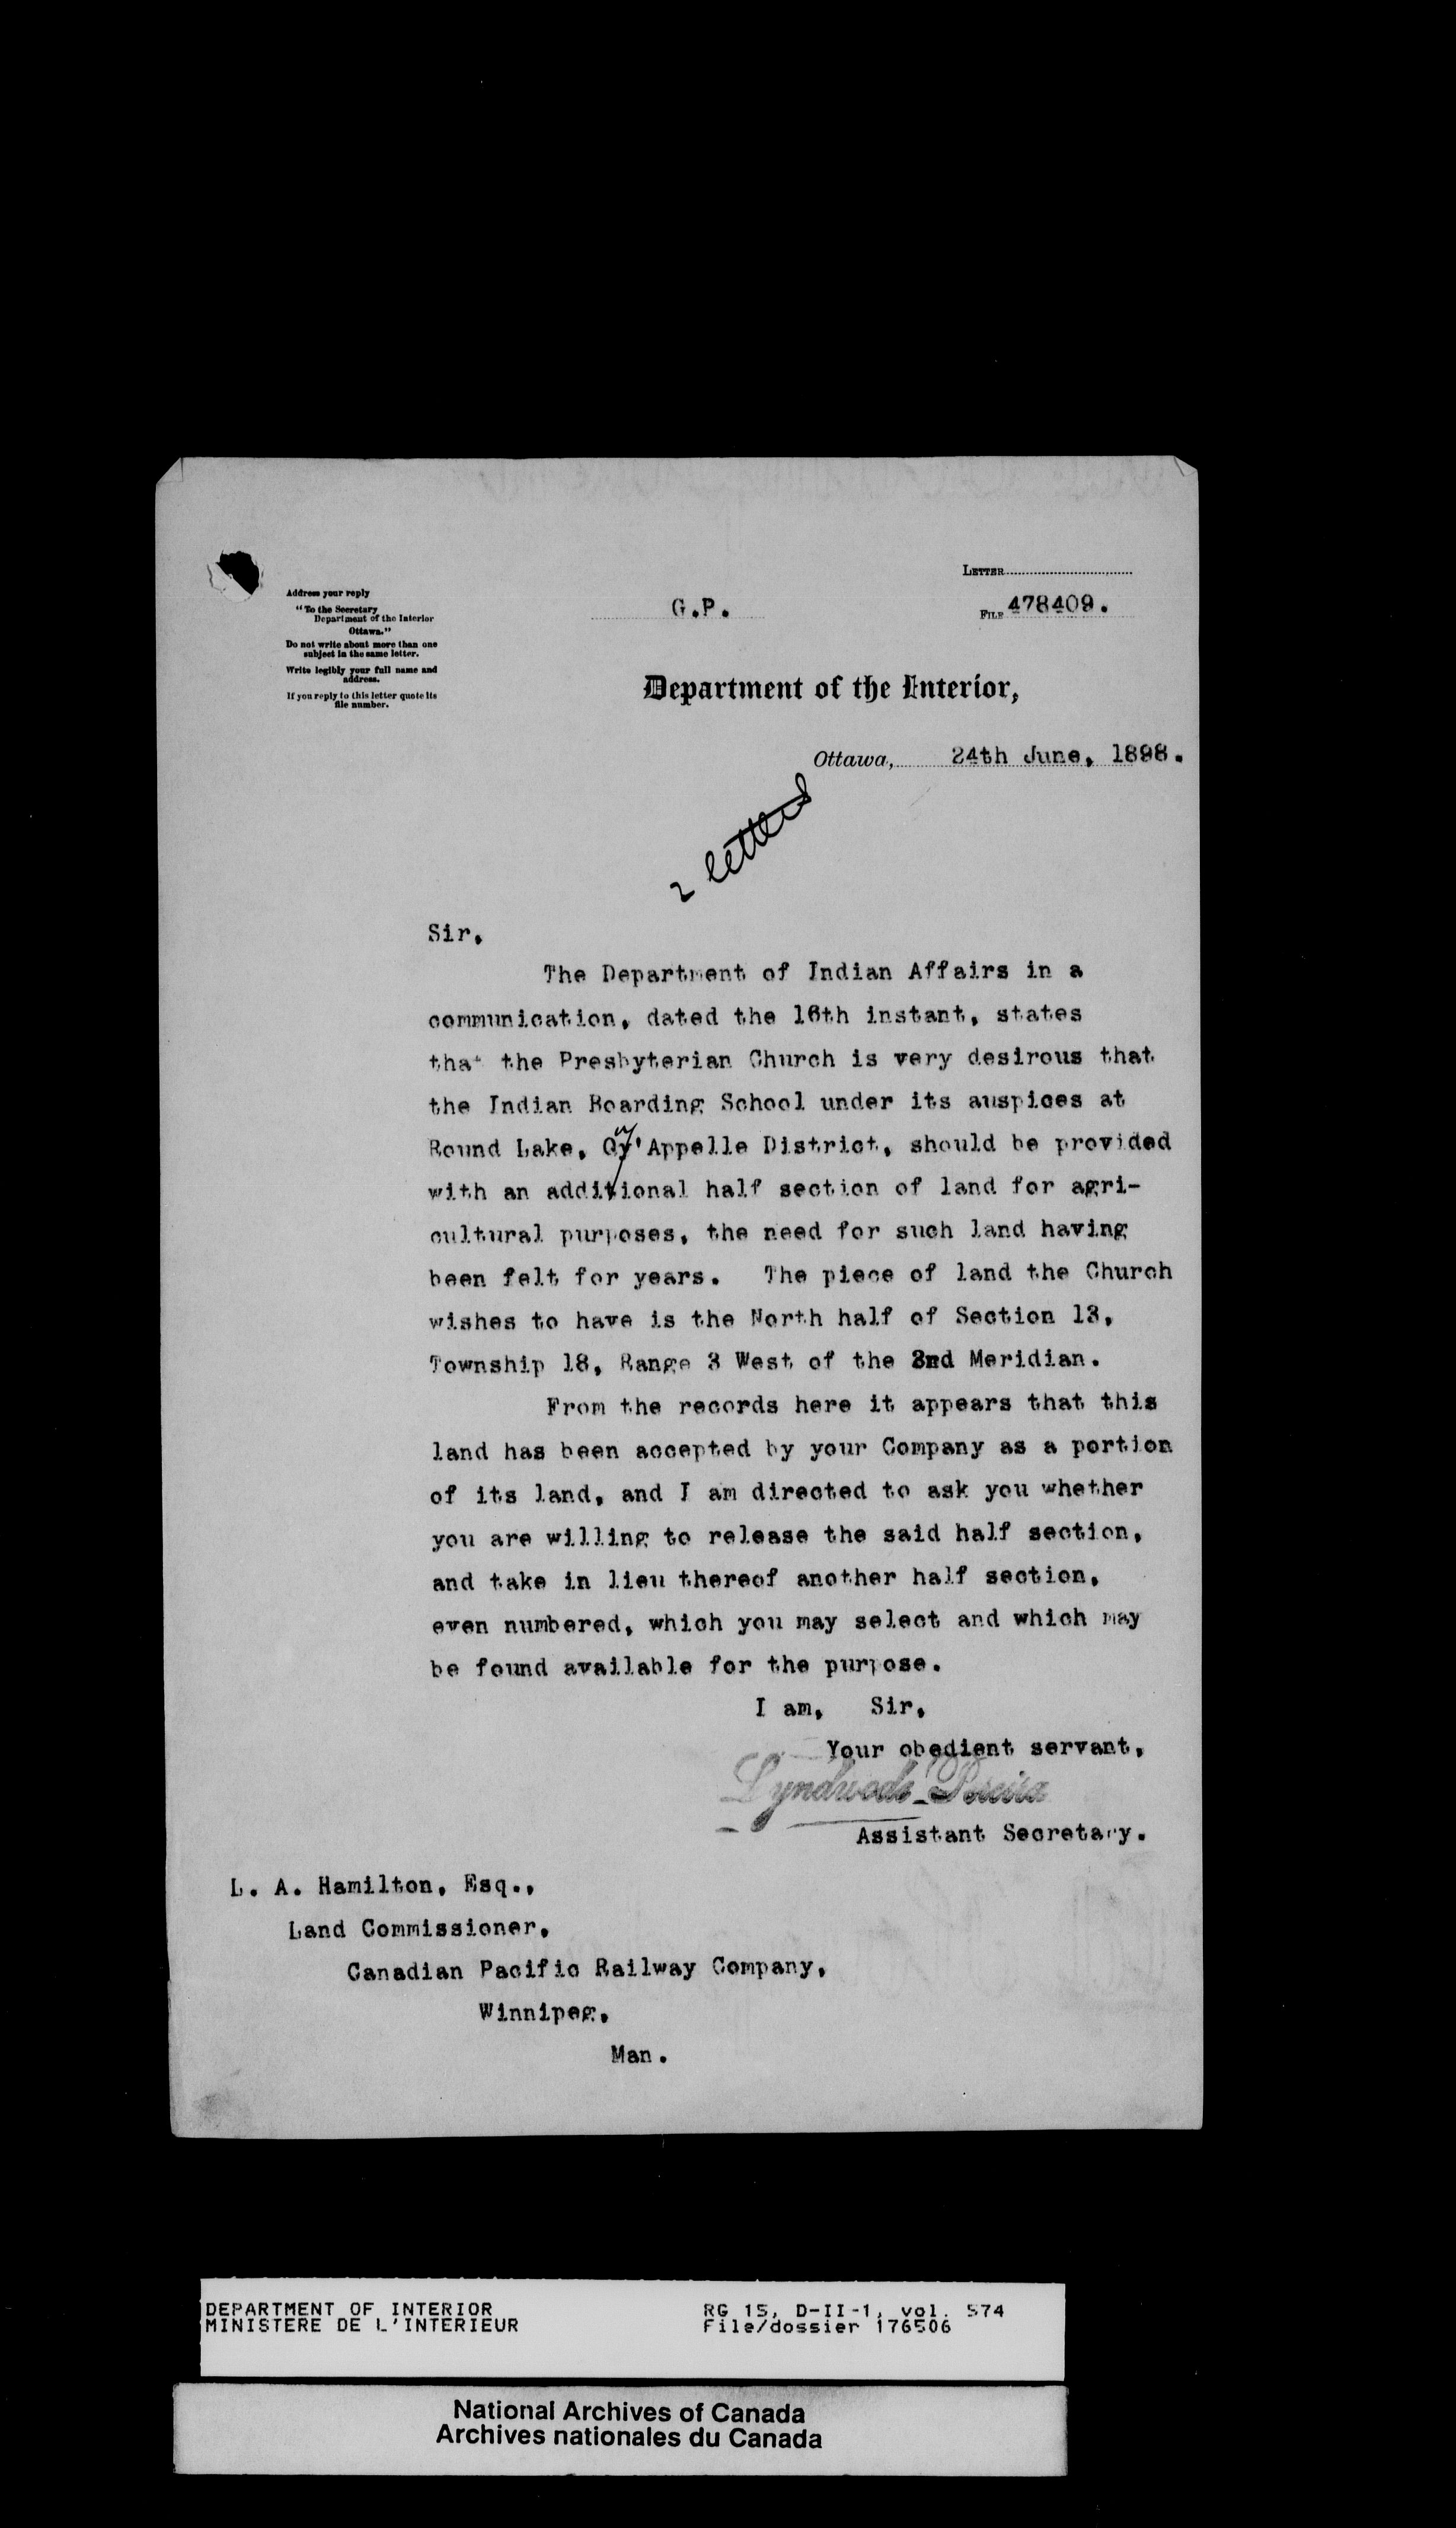 LETTER
Address your reply
"To the Secretary
Department of the Interior
Ottawa."
Do not write about more than one
subject in the same letter.
Write legibly your full name and
address.
If you reply to this letter quote its
file number.
G.P.
FILE 478409.
Department of the Interior,
Ottawa, 24th June, 1898.
2 letters
Sir,
The Department of Indian Affairs in a
communication, dated the 16th instant, states
that the Presbyterian Church is very desirous that
the Indian Boarding School under its auspices at
Round Lake, Qu'Appelle District, should be provided
with an additional half section of land for agri-
cultural purposes, the need for such land having
been felt for years. The piece of land the Church
wishes to have is the North half of Section 13,
Township 18, Range 3 West of the 2nd Meridian.
From the records here it appears that this
land has been accepted by your Company as a portion
of its land, and I am directed to ask you whether
you are willing to release the said half section,
and take in lieu thereof another half section,
even numbered, which you may select and which may
be found available for the purpose.
I am, Sir,
Your obedient servant,
Lyndwode Pereira
Assistant Secretary.
L. A. Hamilton, Esq.,
Land Commissioner,
Canadian Pacific Railway Company,
Winnipeg,
Man.
DEPARTMENT OF INTERIOR
MINISTERE DE L'INTERIEUR
RG 15, D-II-1, vol. 574
File/dossier 176506
National Archives of Canada
Archives nationales du Canada